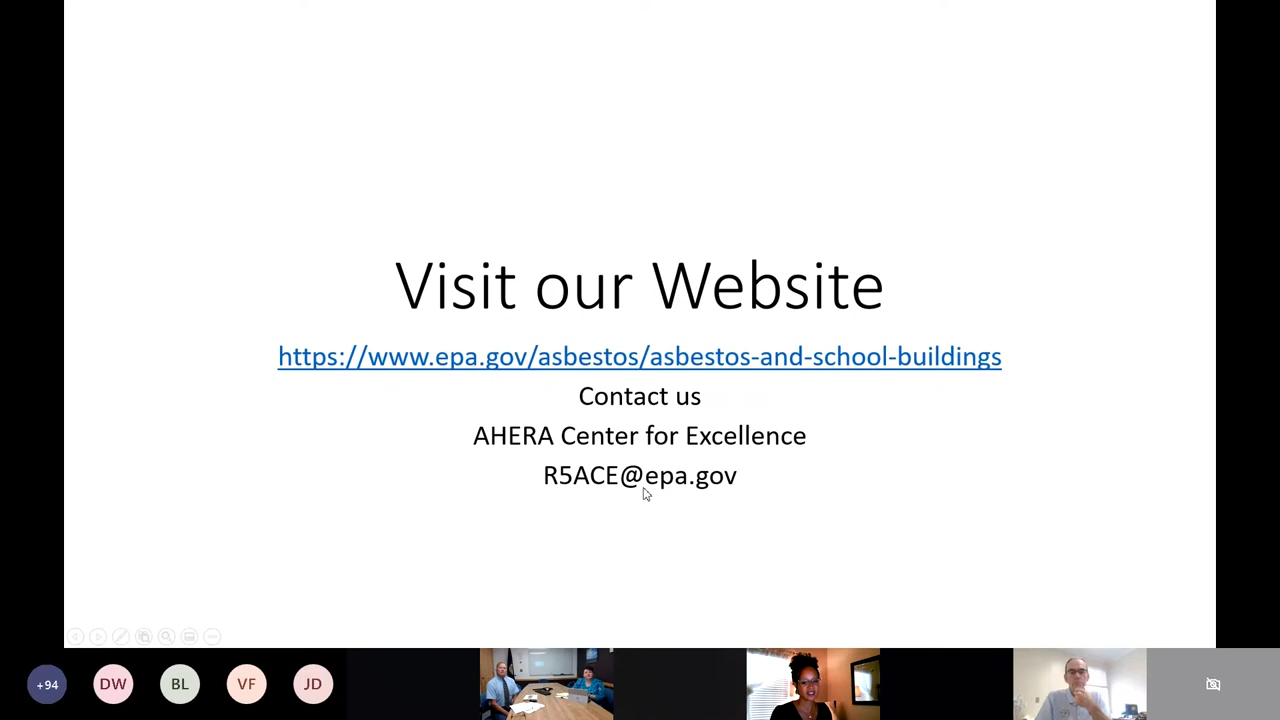 Visit our Website
https://www.epa.gov/asbestos/asbestos-and-school-buildings
Contact us
AHERA Center for Excellence
R5ACE@epa.gov
+94
DW
BL
VF
JD